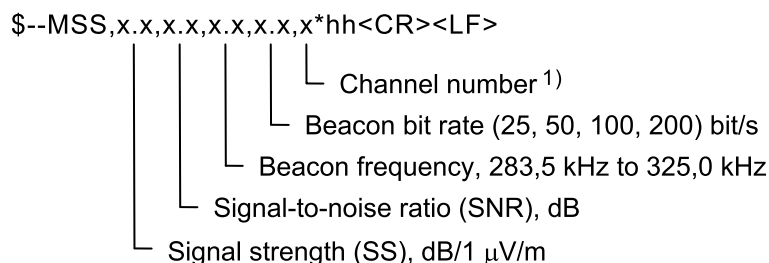 $--MSS,x.x,x.x,x.x,x.x,x*hh<CR><LF>
Channel number 1)
Beacon bit rate (25, 50, 100, 200) bit/s
Beacon frequency, 283,5 kHz to 325,0 kHz
Signal-to-noise ratio (SNR), dB
Signal strength (SS), dB/1 μV/m